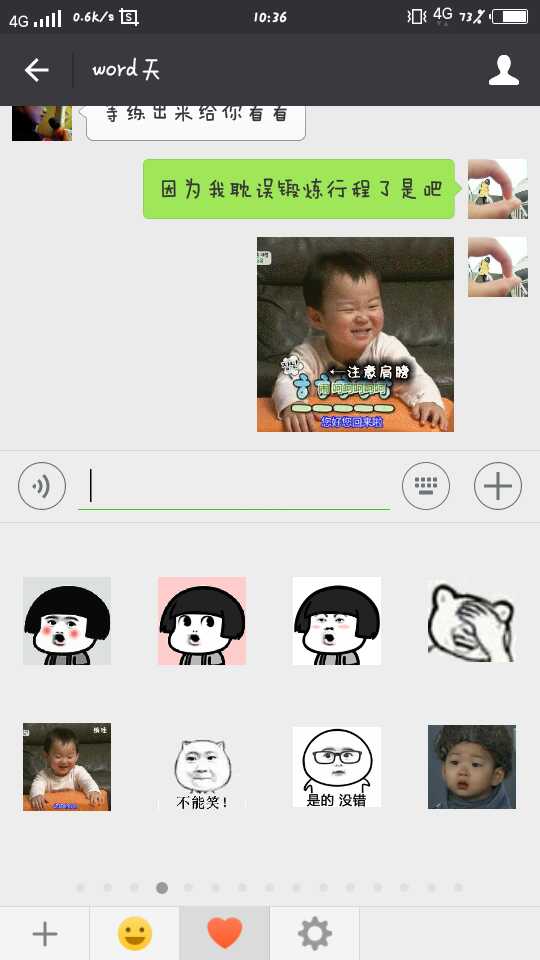 4G 0.6k/s 10:36 4G 73%
word天
手练出来给你看看
因为我耽误锻炼行程了是吧
←注意肩膀
您好您回来啦
不能笑!
是的 没错